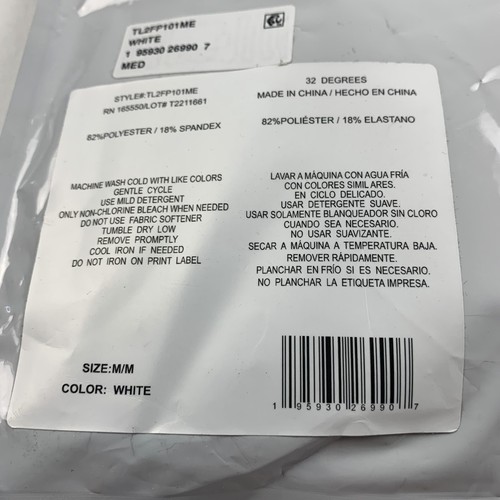 TL2FP101ME
WHITE
1 95930 26990 7
MED
STYLE#:TL2FP101ME
RN 165550/LOT# T2211661
82%POLYESTER / 18% SPANDEX
MACHINE WASH COLD WITH LIKE COLORS
GENTLE CYCLE
USE MILD DETERGENT
ONLY NON-CHLORINE BLEACH WHEN NEEDED
DO NOT USE FABRIC SOFTENER
TUMBLE DRY LOW
REMOVE PROMPTLY
COOL IRON IF NEEDED
DO NOT IRON ON PRINT LABEL
SIZE:M/M
COLOR: WHITE
32 DEGREES
MADE IN CHINA / HECHO EN CHINA
82%POLIÉSTER / 18% ELASTANO
LAVAR A MÁQUINA CON AGUA FRÍA
CON COLORES SIMILARES.
EN CICLO DELICADO.
USAR DETERGENTE SUAVE.
USAR SOLAMENTE BLANQUEADOR SIN CLORO
CUANDO SEA NECESARIO.
NO USAR SUAVIZANTE.
SECAR A MÁQUINA A TEMPERATURA BAJA.
REMOVER RÁPIDAMENTE.
PLANCHAR EN FRÍO SI ES NECESARIO.
NO PLANCHAR LA ETIQUETA IMPRESA.
1 95930 26990 7